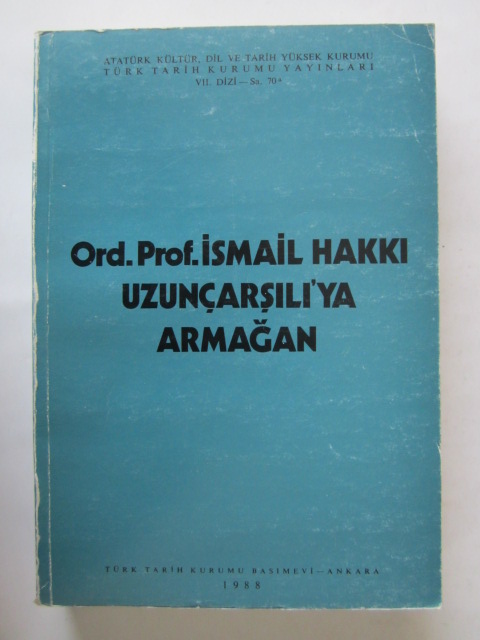 ATATÜRK KÜLTÜR, DİL VE TARİH YÜKSEK KURUMU
TÜRK TARİH KURUMU YAYINLARI
VII. DİZİ — Sa. 70.a
Ord. Prof. İSMAİL HAKKI
UZUNÇARŞILI'YA
ARMAĞAN
TÜRK TARİH KURUMU BASIMEVİ — ANKARA
1988